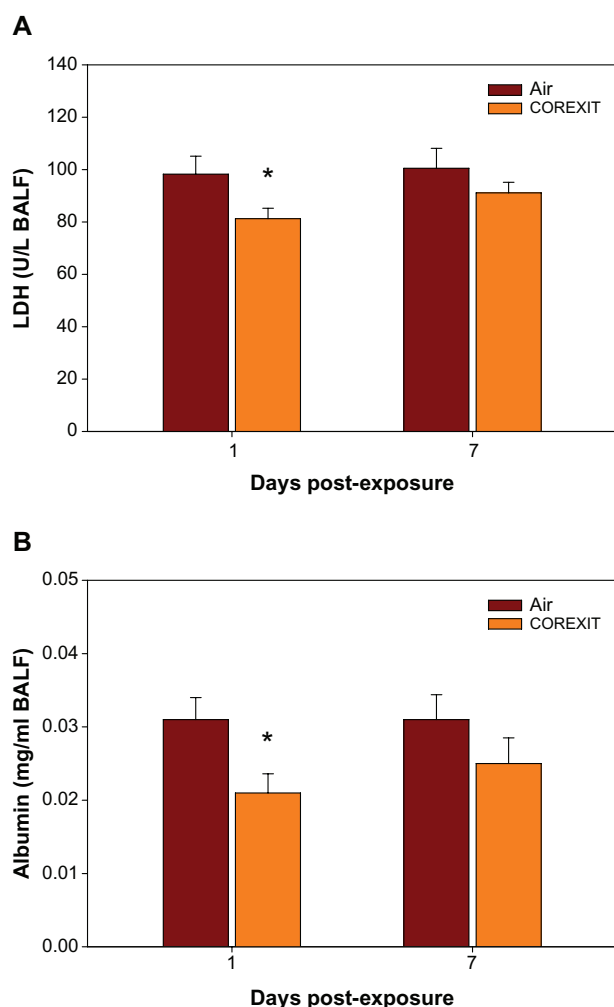 A
140
120
100
80
60
40
20
0
LDH (U/L BALF)
Air
COREXIT
*
1
7
Days post-exposure
B
0.05
0.04
0.03
0.02
0.01
0.00
Albumin (mg/ml BALF)
Air
COREXIT
*
1
7
Days post-exposure